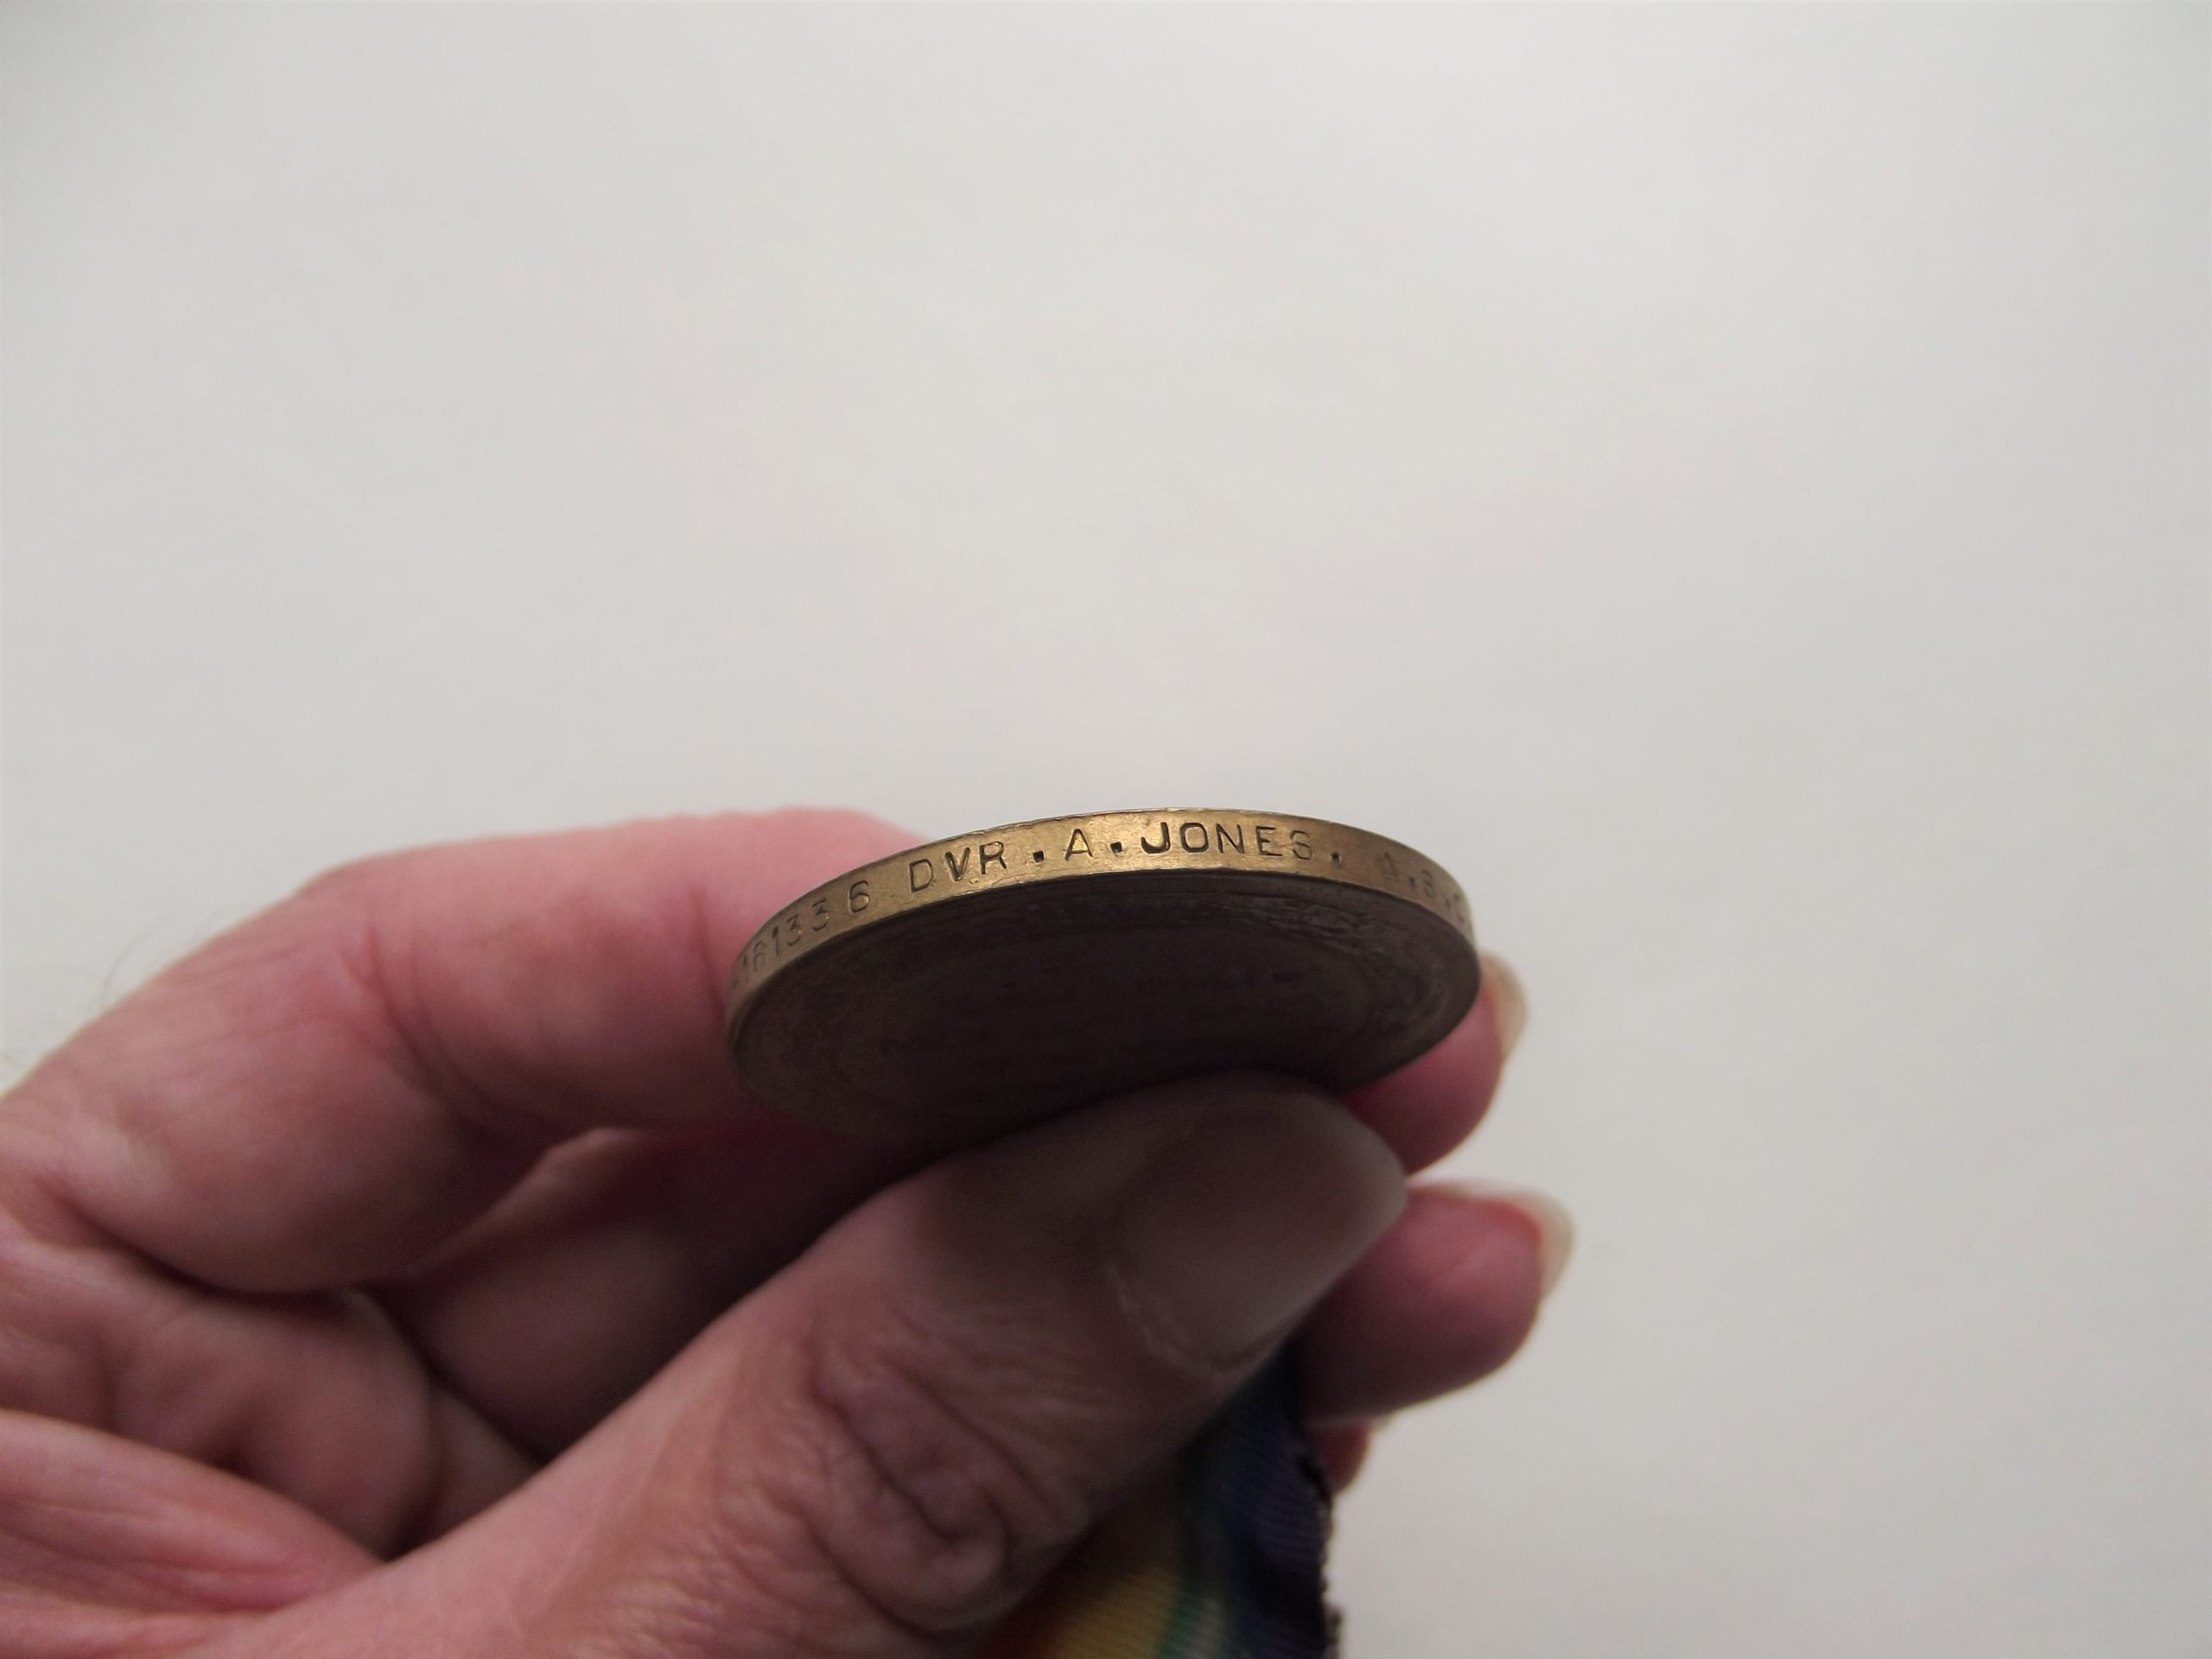 161336 DVR. A. JONES. A.S.C